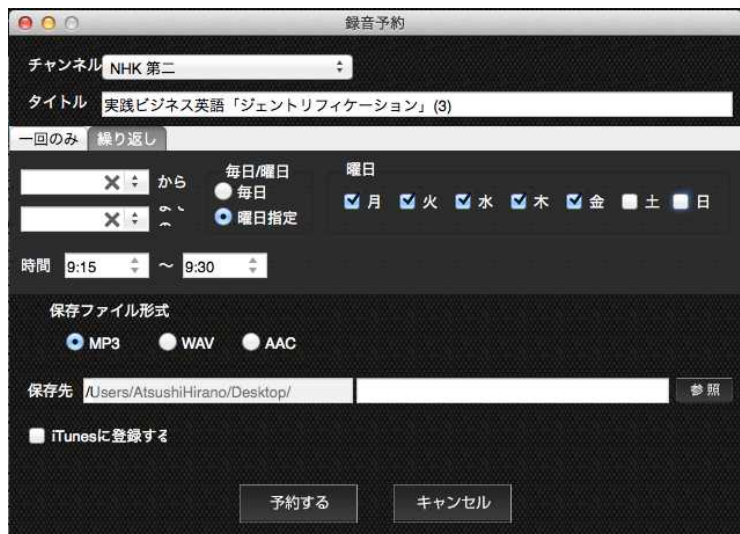 録音予約
チャンネル NHK 第二
タイトル 実践ビジネス英語「ジェントリフィケーション」(3)
一回のみ 繰り返し
毎日/曜日 曜日
から 毎日 月 火 水 木 金 土 日
曜日指定
時間 9:15 ～ 9:30
保存ファイル形式
MP3 WAV AAC
保存先 /Users/AtsushiHirano/Desktop/ 参照
iTunesに登録する
予約する キャンセル